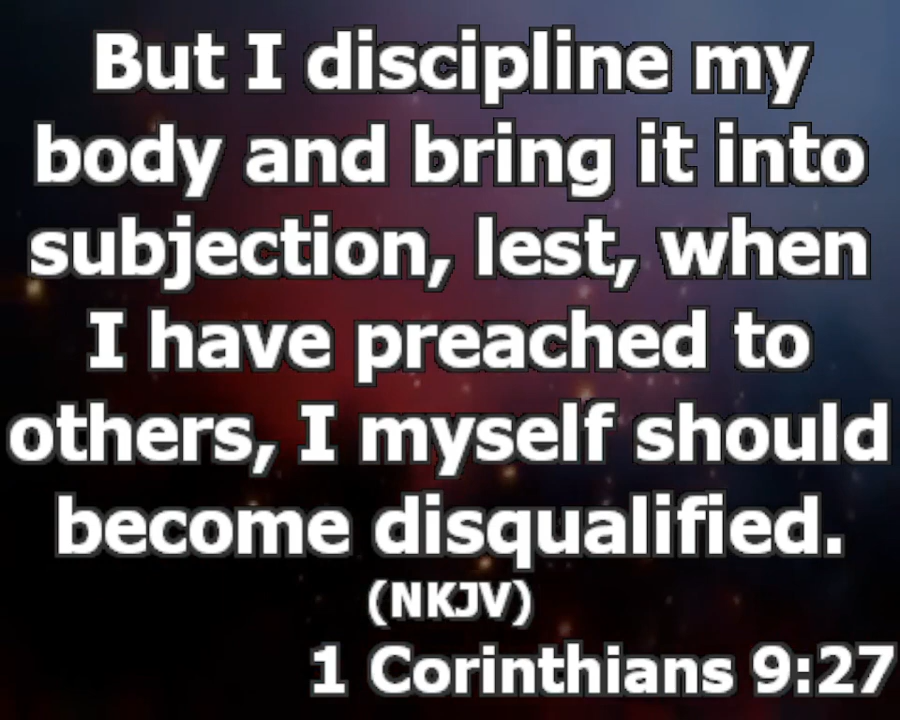 But I discipline my
body and bring it into
subjection, lest, when
I have preached to
others, I myself should
become disqualified.
(NKJV)
1 Corinthians 9:27